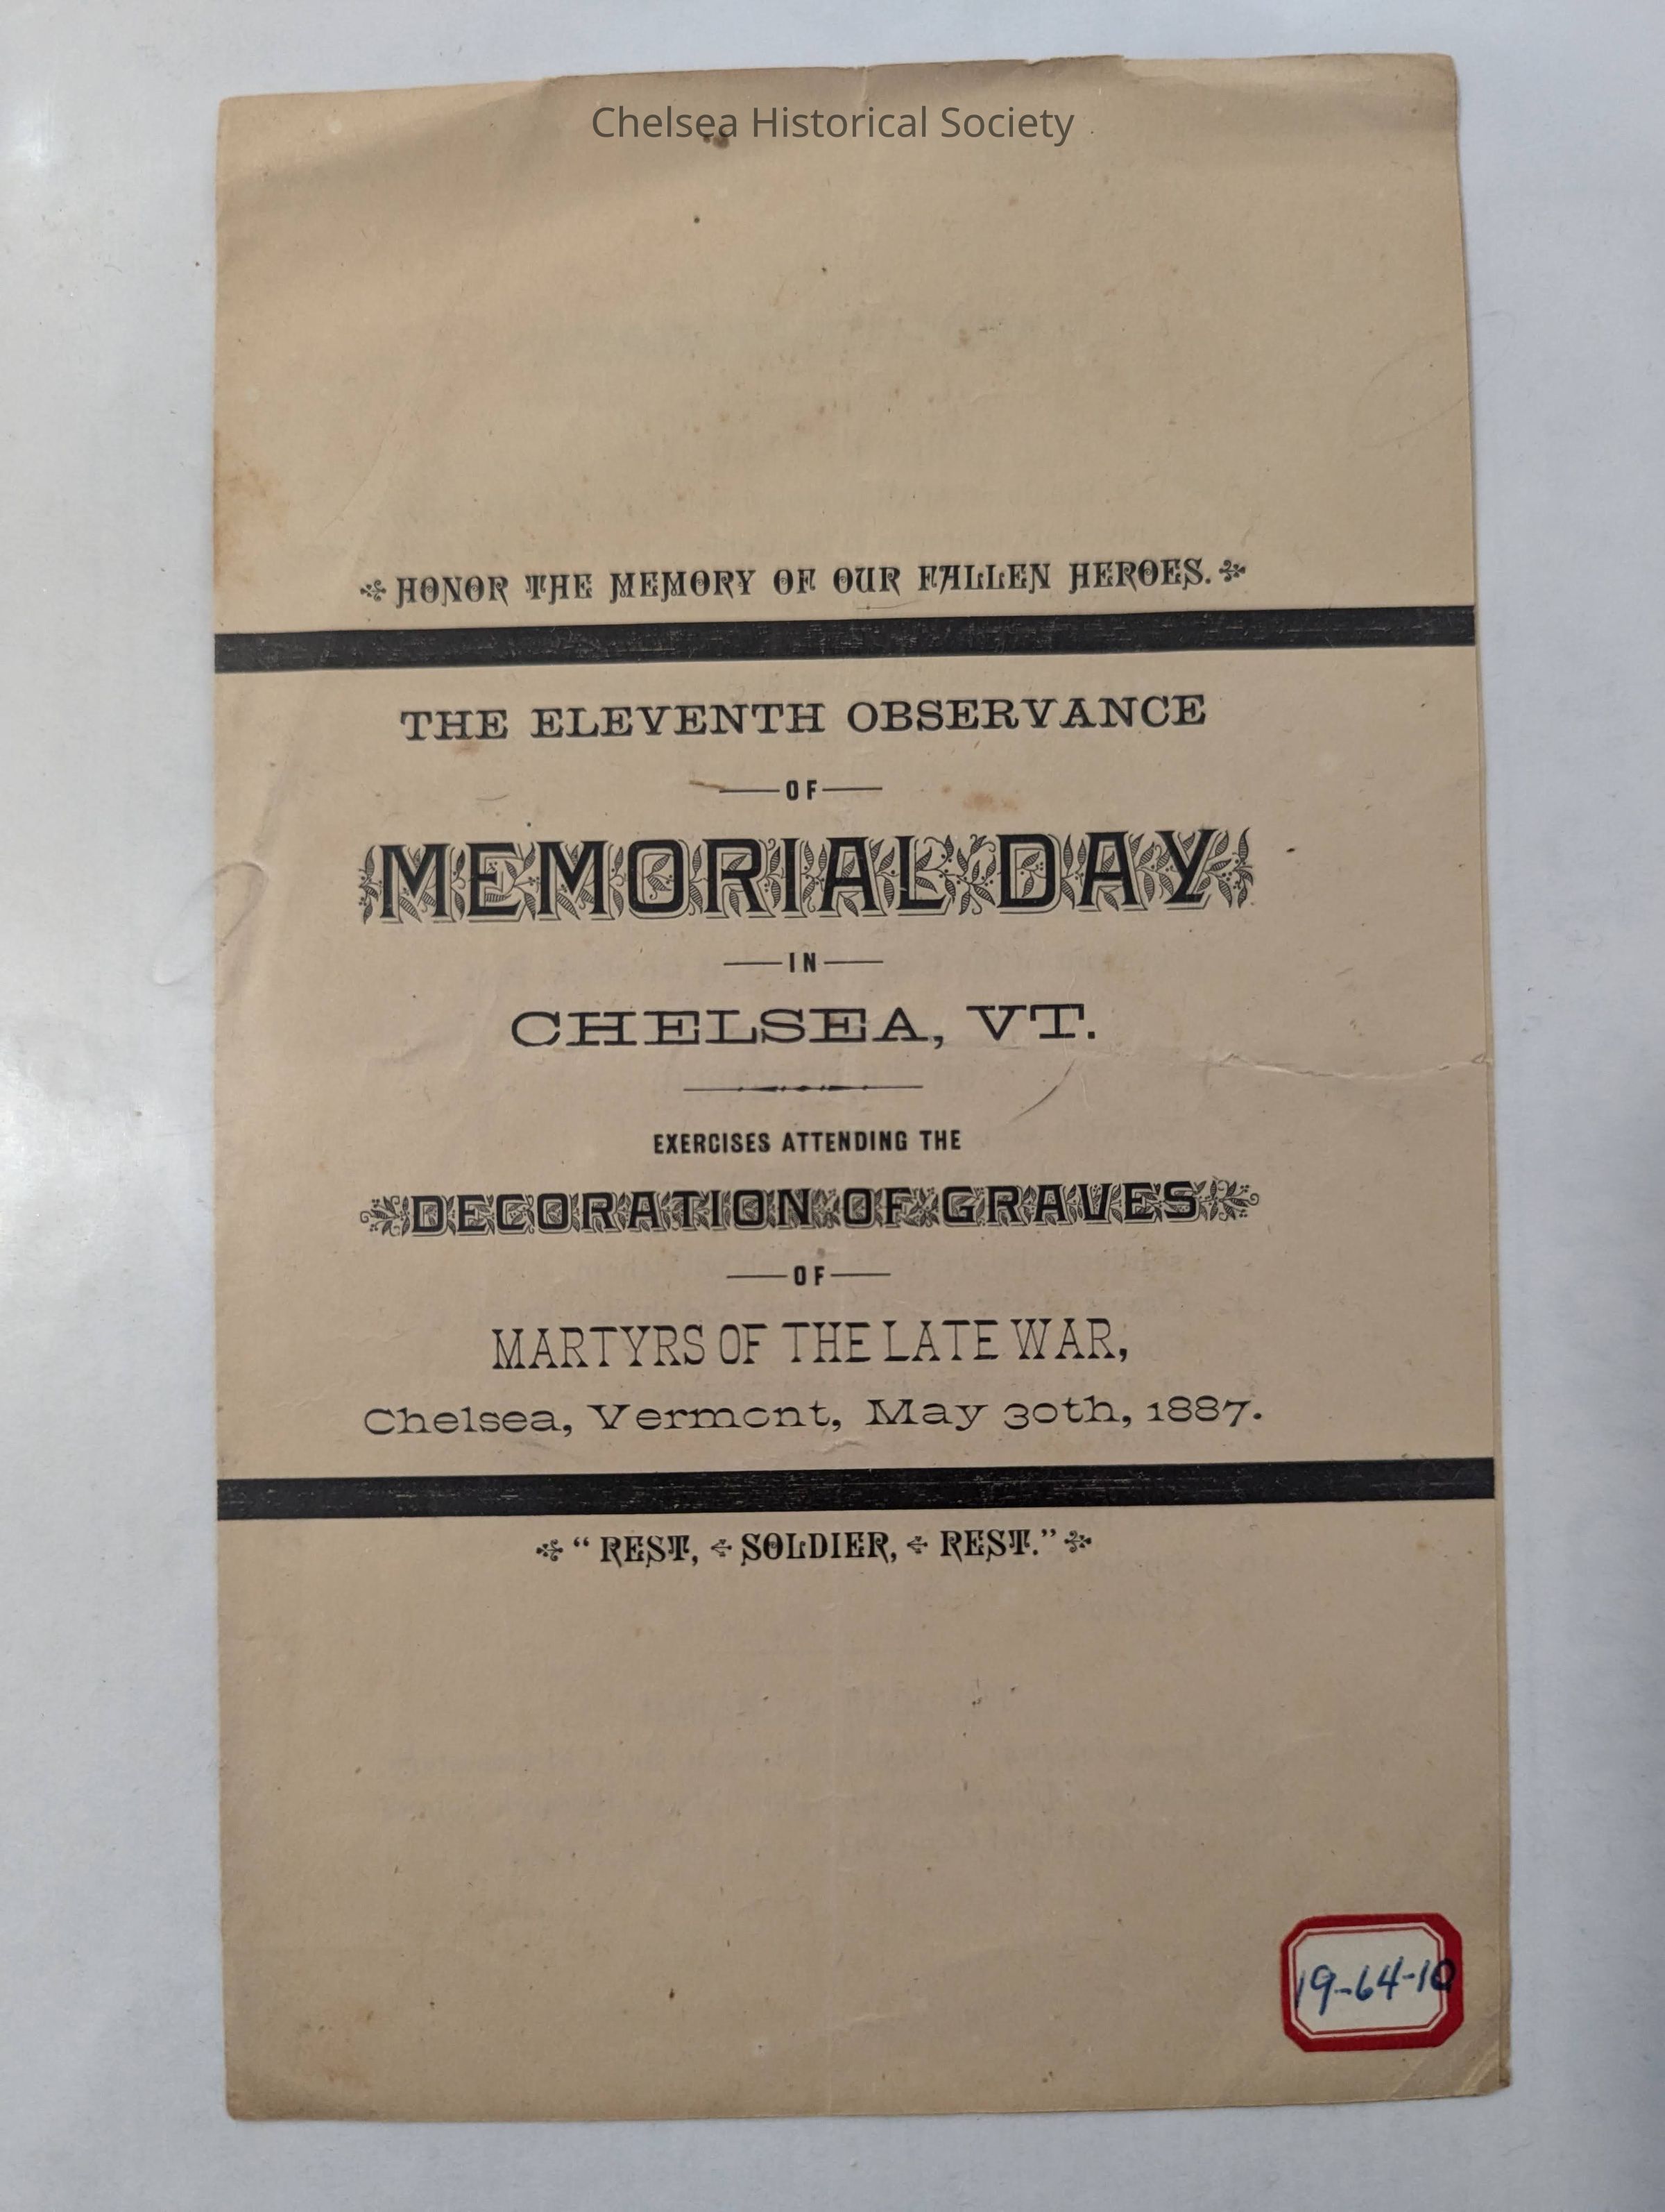 Chelsea Historical Society
HONOR THE MEMORY OF OUR FALLEN HEROES.
THE ELEVENTH OBSERVANCE
OF
MEMORIAL DAY
IN
CHELSEA, VT.
EXERCISES ATTENDING THE
DECORATION OF GRAVES
OF
MARTYRS OF THE LATE WAR,
Chelsea, Vermont, May 30th, 1887.
“REST, SOLDIER, REST.”
19-64-10